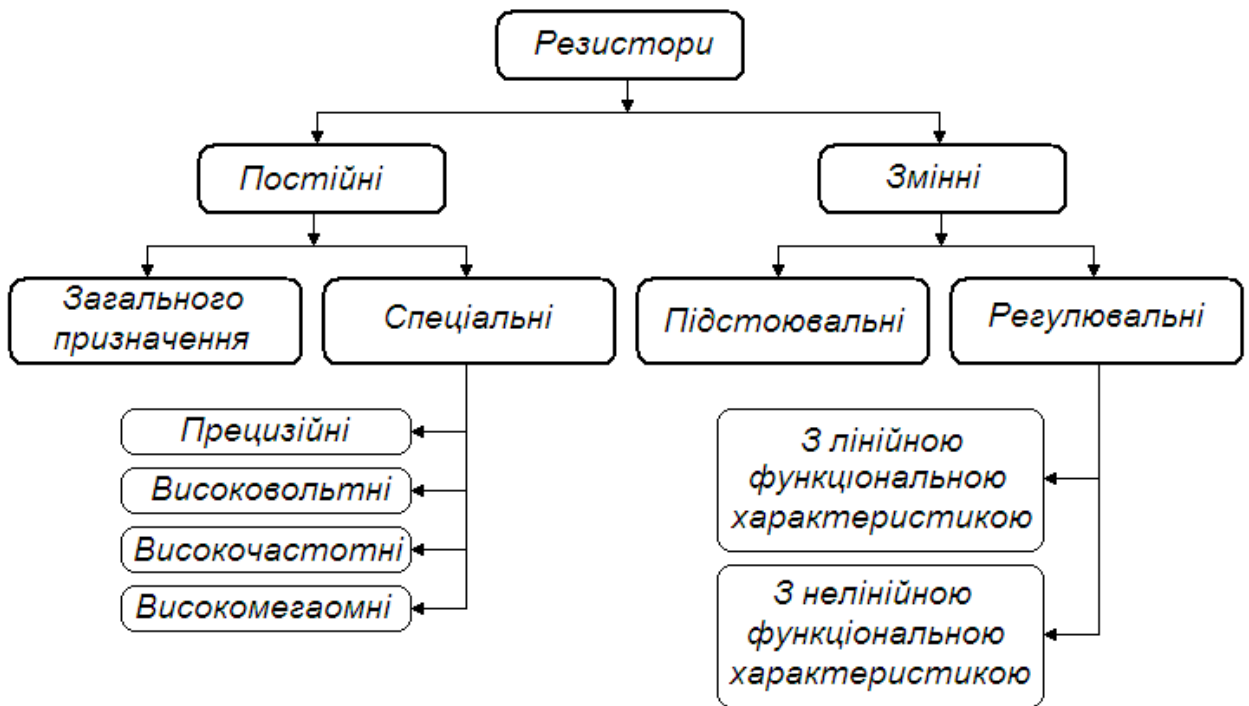 Резистори
Постійні
Змінні
Загального
призначення
Спеціальні
Підстоювальні
Регулювальні
Прецизійні
Високовольтні
Високочастотні
Високомегаомні
З лінійною
функціональною
характеристикою
З нелінійною
функціональною
характеристикою